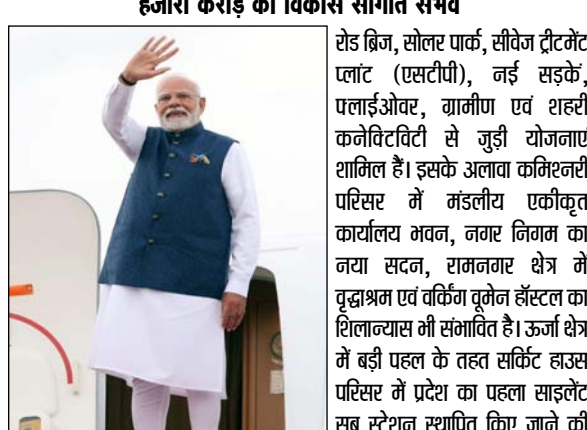 हजारों करोड़ की विकास सौगात संभव
रोड ब्रिज, सोलर पार्क, सीवेज ट्रीटमेंट
प्लांट (एसटीपी), नई सड़कें,
फ्लाईओवर, ग्रामीण एवं शहरी
कनेक्टिविटी से जुड़ी योजनाएं
शामिल हैं। इसके अलावा कमिश्नरी
परिसर में मंडलीय एकीकृत
कार्यालय भवन, नगर निगम का
नया सदन, रामनगर क्षेत्र में
वृद्धाश्रम एवं वर्किंग वूमेन हॉस्टल का
शिलान्यास भी संभावित है। ऊर्जा क्षेत्र
में बड़ी पहल के तहत सर्किट हाउस
परिसर में प्रदेश का पहला साइलेंट
सब स्टेशन स्थापित किए जाने की